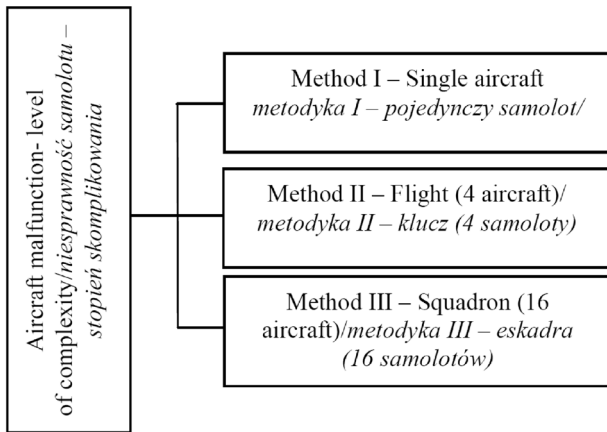 Aircraft malfunction- level
of complexity/niesprawność samolotu –
stopień skomplikowania
Method I – Single aircraft
metodyka I – pojedynczy samolot/
Method II – Flight (4 aircraft)/
metodyka II – klucz (4 samoloty)
Method III – Squadron (16
aircraft)/metodyka III – eskadra
(16 samolotów)